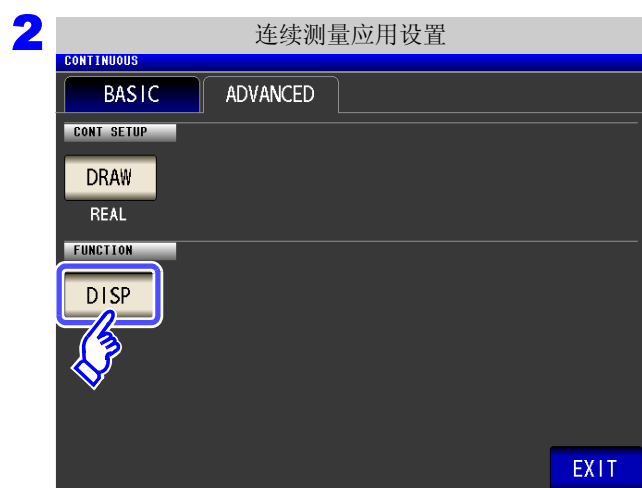 2
连续测量应用设置
CONTINUOUS
BASIC ADVANCED
CONT SETUP
DRAW
REAL
FUNCTION
DISP
EXIT